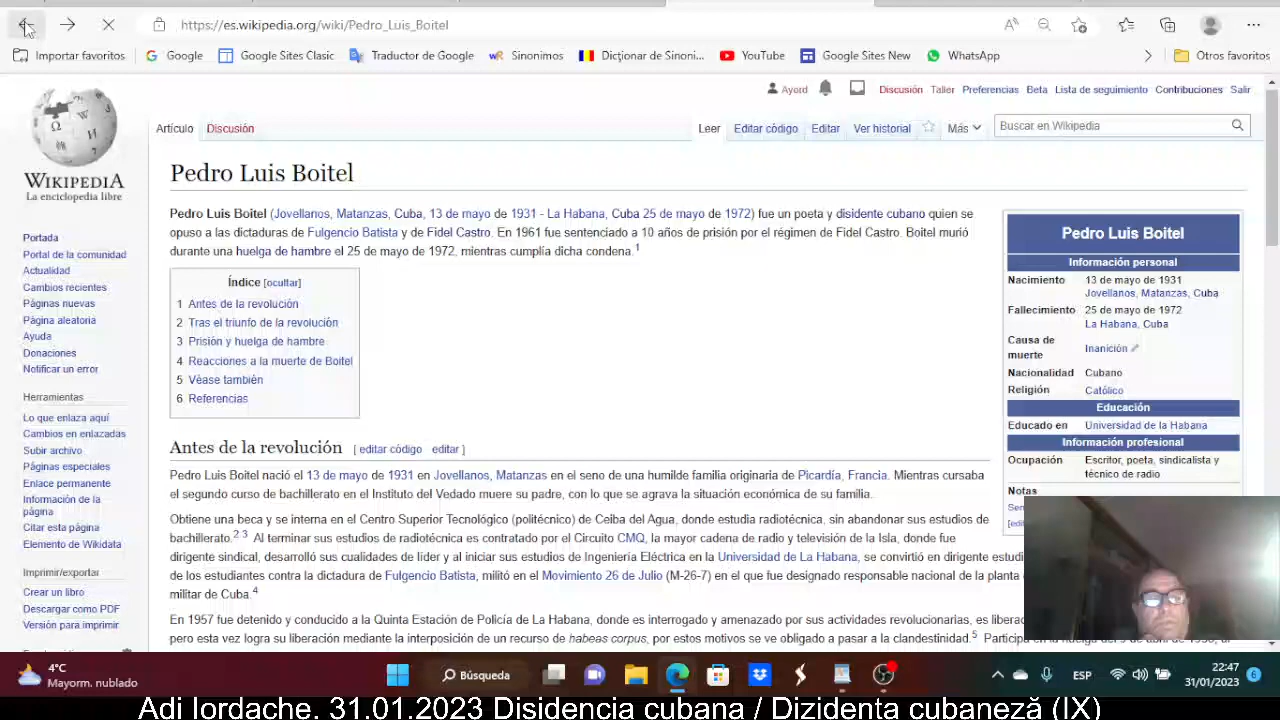 https://es.wikipedia.org/wiki/Pedro_Luis_Boitel
Importar favoritos
Google
Google Sites Clasic
Traductor de Google
Sinonimos
Dicţionar de Sinoni...
YouTube
Google Sites New
WhatsApp
Otros favoritos
WIKIPEDIA
La enciclopedia libre
Portada
Portal de la comunidad
Actualidad
Cambios recientes
Páginas nuevas
Página aleatoria
Ayuda
Donaciones
Notificar un error
Herramientas
Lo que enlaza aquí
Cambios en enlazadas
Subir archivo
Páginas especiales
Enlace permanente
Información de la
página
Citar esta página
Elemento de Wikidata
Imprimir/exportar
Crear un libro
Descargar como PDF
Versión para imprimir
Ayord
Discusión Taller Preferencias Beta Lista de seguimiento Contribuciones Salir
Artículo Discusión
Leer Editar código Editar Ver historial Más
Buscar en Wikipedia
Pedro Luis Boitel
Pedro Luis Boitel (Jovellanos, Matanzas, Cuba, 13 de mayo de 1931 - La Habana, Cuba 25 de mayo de 1972) fue un poeta y disidente cubano quien se
opuso a las dictaduras de Fulgencio Batista y de Fidel Castro. En 1961 fue sentenciado a 10 años de prisión por el régimen de Fidel Castro. Boitel murió
durante una huelga de hambre el 25 de mayo de 1972, mientras cumplía dicha condena.1
Índice [ocultar]
1 Antes de la revolución
2 Tras el triunfo de la revolución
3 Prisión y huelga de hambre
4 Reacciones a la muerte de Boitel
5 Véase también
6 Referencias
Antes de la revolución [ editar código editar ]
Pedro Luis Boitel nació el 13 de mayo de 1931 en Jovellanos, Matanzas en el seno de una humilde familia originaria de Picardía, Francia. Mientras cursaba
el segundo curso de bachillerato en el Instituto del Vedado muere su padre, con lo que se agrava la situación económica de su familia.
Obtiene una beca y se interna en el Centro Superior Tecnológico (politécnico) de Ceiba del Agua, donde estudia radiotécnica, sin abandonar sus estudios de
bachillerato.2 3 Al terminar sus estudios de radiotécnica es contratado por el Circuito CMQ, la mayor cadena de radio y televisión de la Isla, donde fue
dirigente sindical, desarrolló sus cualidades de líder y al iniciar sus estudios de Ingeniería Eléctrica en la Universidad de La Habana, se convirtió en dirigente
de los estudiantes contra la dictadura de Fulgencio Batista, militó en el Movimiento 26 de Julio (M-26-7) en el que fue designado responsable nacional de la planta
militar de Cuba.4
En 1957 fue detenido y conducido a la Quinta Estación de Policía de La Habana, donde es interrogado y amenazado por sus actividades revolucionarias, es
pero esta vez logra su liberación mediante la interposición de un recurso de habeas corpus, por estos motivos se ve obligado a pasar a la clandestinidad.5
Pedro Luis Boitel
Información personal
Nacimiento 13 de mayo de 1931
Jovellanos, Matanzas, Cuba
Fallecimiento 25 de mayo de 1972
La Habana, Cuba
Causa de
muerte Inanición
Nacionalidad Cubano
Religión Católico
Educación
Educado en Universidad de la Habana
Información profesional
Ocupación Escritor, poeta, sindicalista y
técnico de radio
Notas
4°C
Mayorm. nublado
Búsqueda
ESP
22:47
31/01/2023
6
Adi Iordache. 31.01.2023 Disidencia cubana / Dizidenta cubaneză (IX)